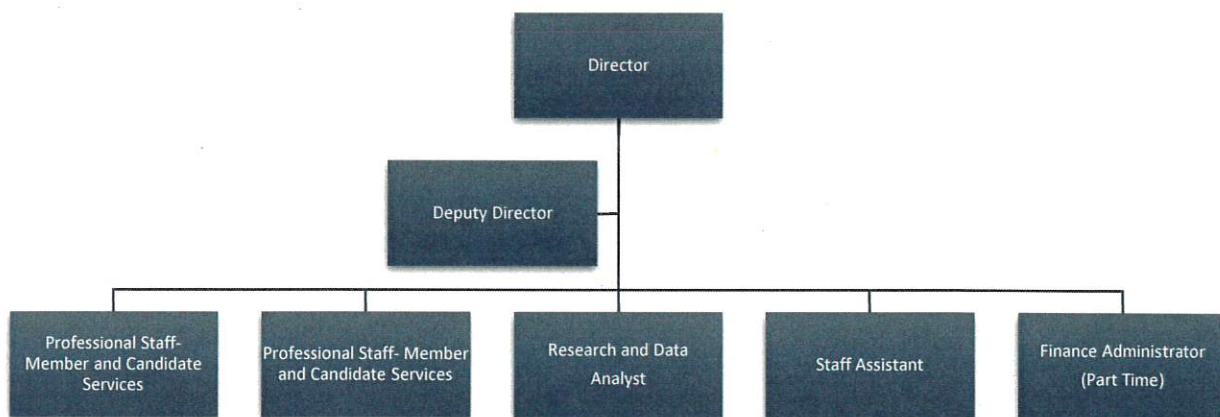 Director
Deputy Director
Professional Staff-
Member and Candidate
Services
Professional Staff- Member
and Candidate Services
Research and Data
Analyst
Staff Assistant
Finance Administrator
(Part Time)